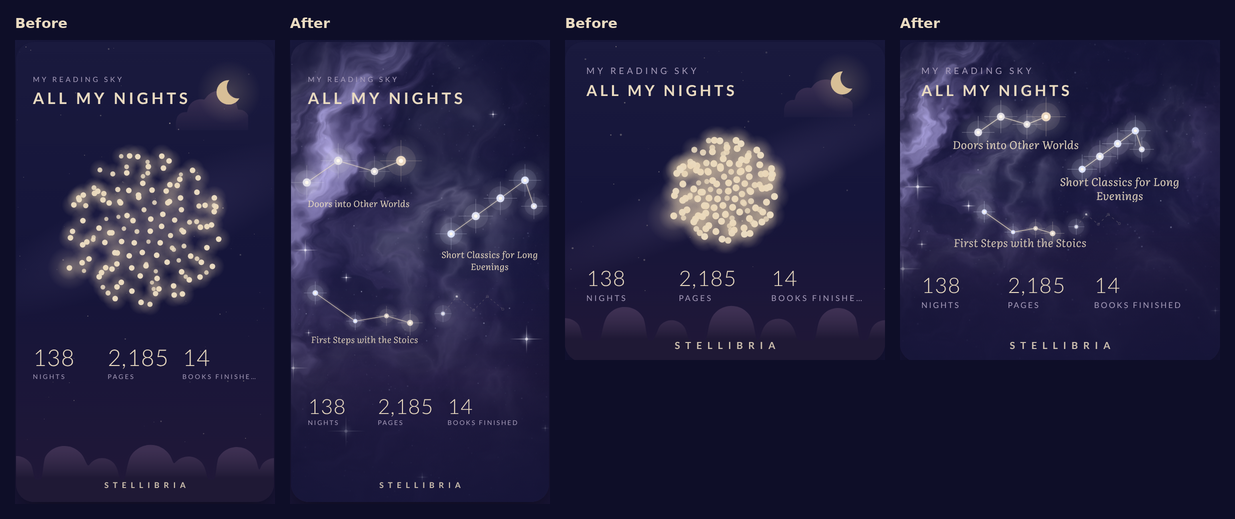 Before
MY READING SKY
ALL MY NIGHTS
138
NIGHTS
2,185
PAGES
14
BOOKS FINISHE…
STELLIBRIA
After
MY READING SKY
ALL MY NIGHTS
Doors into Other Worlds
Short Classics for Long
Evenings
First Steps with the Stoics
138
NIGHTS
2,185
PAGES
14
BOOKS FINISHED
STELLIBRIA
Before
MY READING SKY
ALL MY NIGHTS
138
NIGHTS
2,185
PAGES
14
BOOKS FINISHE…
STELLIBRIA
After
MY READING SKY
ALL MY NIGHTS
Doors into Other Worlds
Short Classics for Long
Evenings
First Steps with the Stoics
138
NIGHTS
2,185
PAGES
14
BOOKS FINISHED
STELLIBRIA